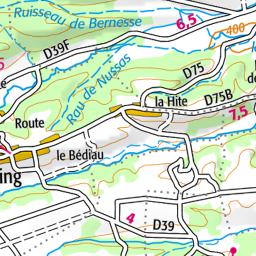 Ruisseau de Bernesse
6,5
400
D39F
Rau de Nussas
D75
la Hite
D75B
7,5
Route
le Bédiau
ing
4
D39